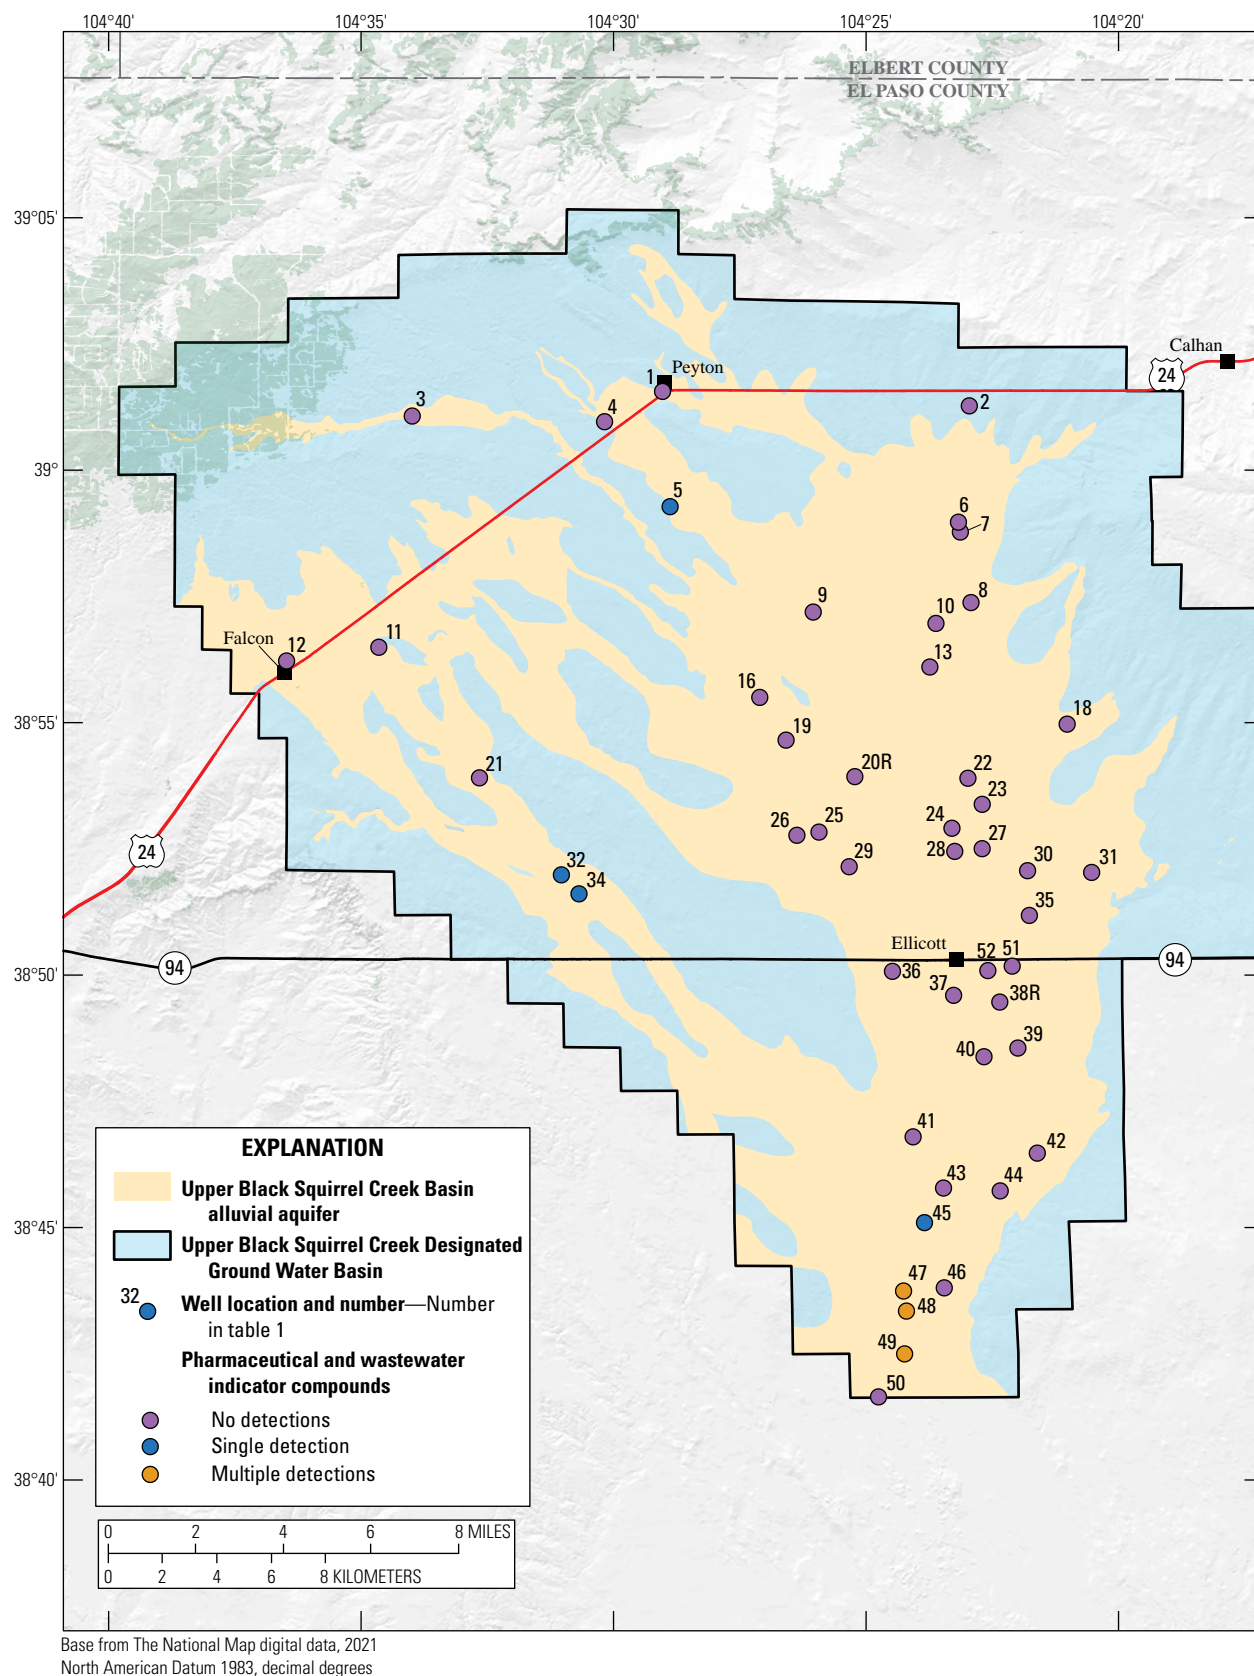 104°40'
104°35'
104°30'
104°25'
104°20'
ELBERT COUNTY
EL PASO COUNTY
39°05'
Calhan
24
Peyton
1
2
3
4
39°
5
6
7
8
9
10
11
Falcon
12
13
16
38°55'
18
19
20R
21
22
23
24
25
26
27
28
29
24
30
31
32
34
35
Ellicott
52
51
94
94
38°50'
36
37
38R
39
40
41
42
43
44
38°45'
45
46
47
48
49
50
38°40'
EXPLANATION
Upper Black Squirrel Creek Basin
alluvial aquifer
Upper Black Squirrel Creek Designated
Ground Water Basin
32
Well location and number—Number
in table 1
Pharmaceutical and wastewater
indicator compounds
No detections
Single detection
Multiple detections
0 2 4 6 8 MILES
0 2 4 6 8 KILOMETERS
Base from The National Map digital data, 2021
North American Datum 1983, decimal degrees